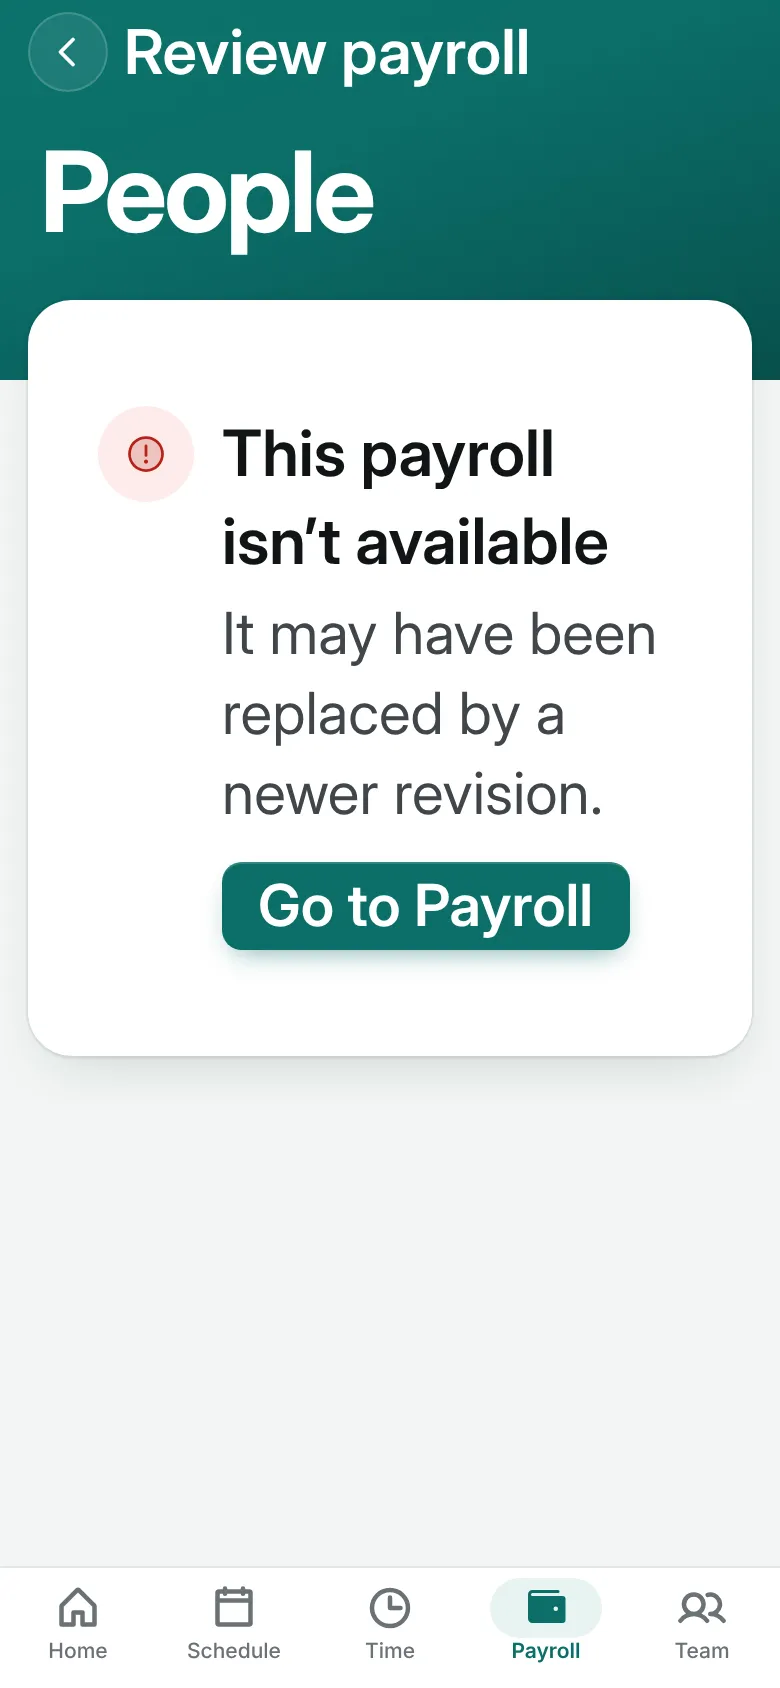 Review payroll
People
This payroll
isn’t available
It may have been
replaced by a
newer revision.
Go to Payroll
Home
Schedule
Time
Payroll
Team